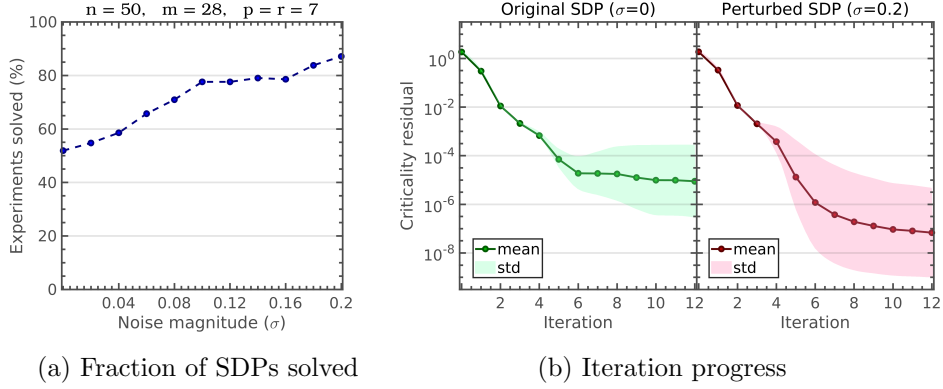 n = 50, m = 28, p = r = 7
Experiments solved (%)
100
80
60
40
20
0
0.04 0.08 0.12 0.16 0.2
Noise magnitude (σ)
(a) Fraction of SDPs solved
Original SDP (σ=0)
Perturbed SDP (σ=0.2)
Criticality residual
10⁰
10⁻²
10⁻⁴
10⁻⁶
10⁻⁸
mean
std
mean
std
2 4 6 8 10 12
2 4 6 8 10 12
Iteration
Iteration
(b) Iteration progress